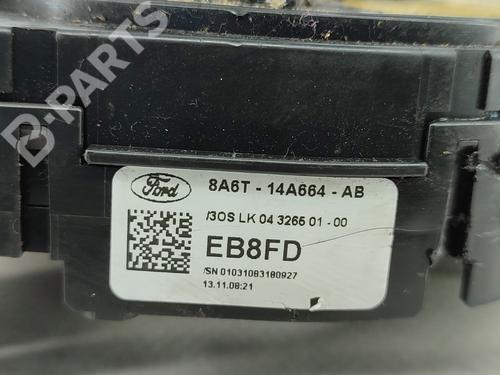 B-PARTS
Ford
8A6T - 14A664 - AB
/3OS LK 04 3266 01 - 00
EB8FD
/SN 01031083180927
13.11.08:21